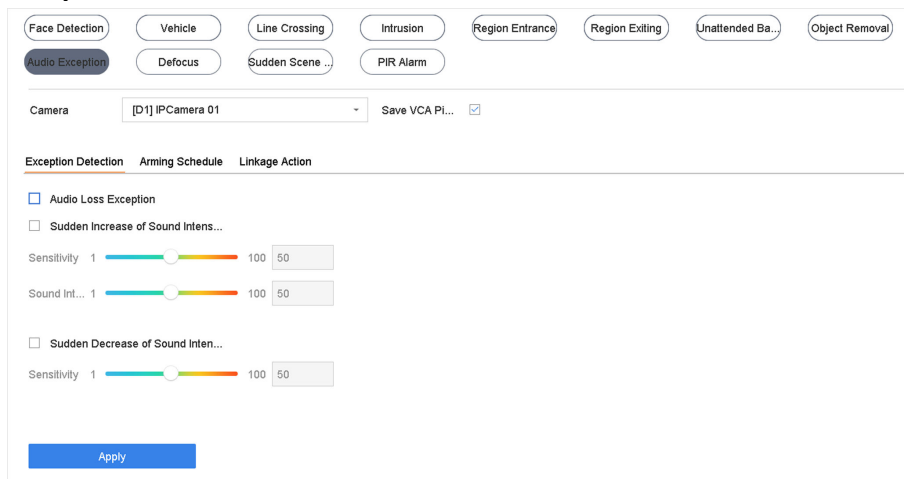 Face Detection Vehicle Line Crossing Intrusion Region Entrance Region Exiting Unattended Ba... Object Removal
Audio Exception Defocus Sudden Scene ... PIR Alarm
Camera [D1] IPCamera 01 Save VCA Pi...
Exception Detection Arming Schedule Linkage Action
Audio Loss Exception
Sudden Increase of Sound Intens...
Sensitivity 1 100 50
Sound Int... 1 100 50
Sudden Decrease of Sound Inten...
Sensitivity 1 100 50
Apply